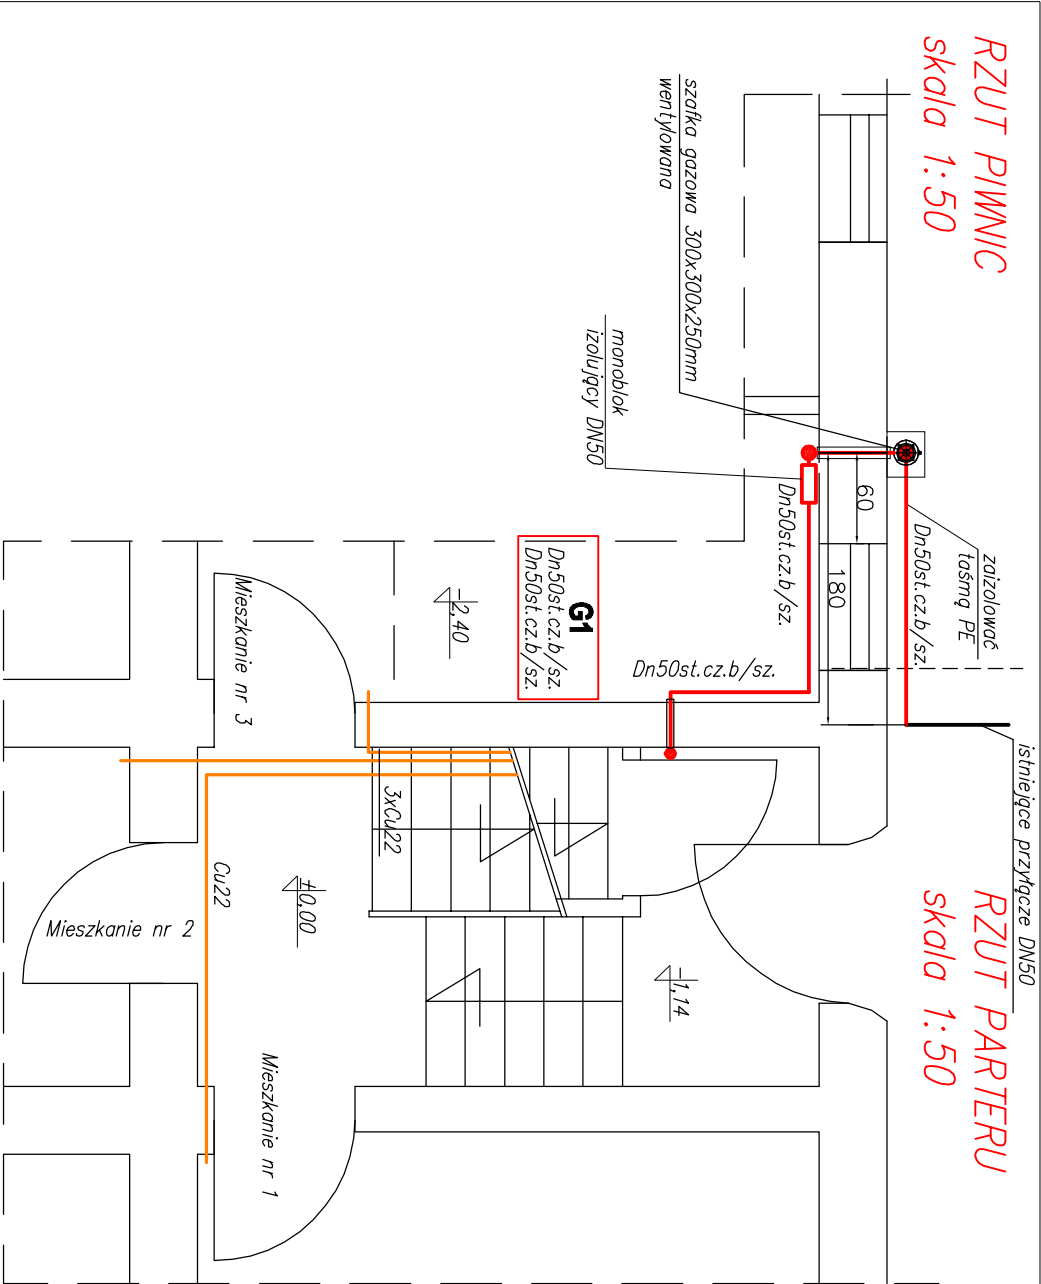 RZUT PIWNIC
skala 1:50
szafka gazowa 300x300x250mm
wentylowana
monoblok
izolujący DN50
zaizolować
taśmą PE
Dn50st.cz.b/sz.
60
180
Dn50st.cz.b/sz.
Dn50st.cz.b/sz.
istniejące przyłącze DN50
RZUT PARTERU
skala 1:50
G1
Dn50st.cz.b/sz.
Dn50st.cz.b/sz.
-2,40
-1,14
±0,00
3xCu22
Cu22
Mieszkanie nr 3
Mieszkanie nr 2
Mieszkanie nr 1